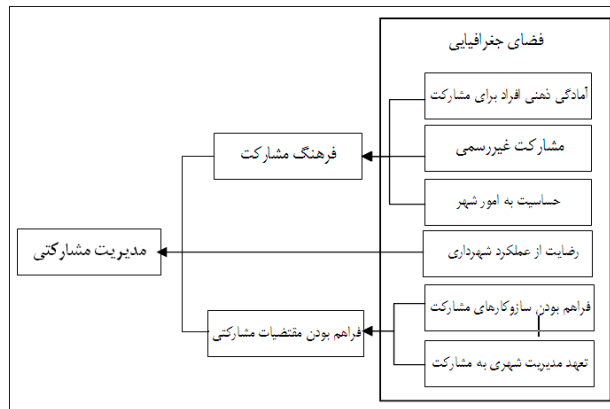 فضای جغرافیایی
آمادگی ذهنی افراد برای مشارکت
مشارکت غیررسمی
حساسیت به امور شهر
رضایت از عملکرد شهرداری
فراهم بودن سازوکارهای مشارکت
تعهد مدیریت شهری به مشارکت
فرهنگ مشارکت
فراهم بودن مقتضیات مشارکتی
مدیریت مشارکتی